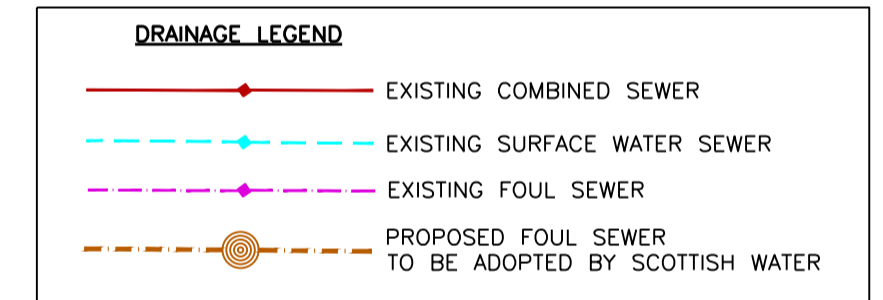 DRAINAGE LEGEND
EXISTING COMBINED SEWER
EXISTING SURFACE WATER SEWER
EXISTING FOUL SEWER
PROPOSED FOUL SEWER
TO BE ADOPTED BY SCOTTISH WATER